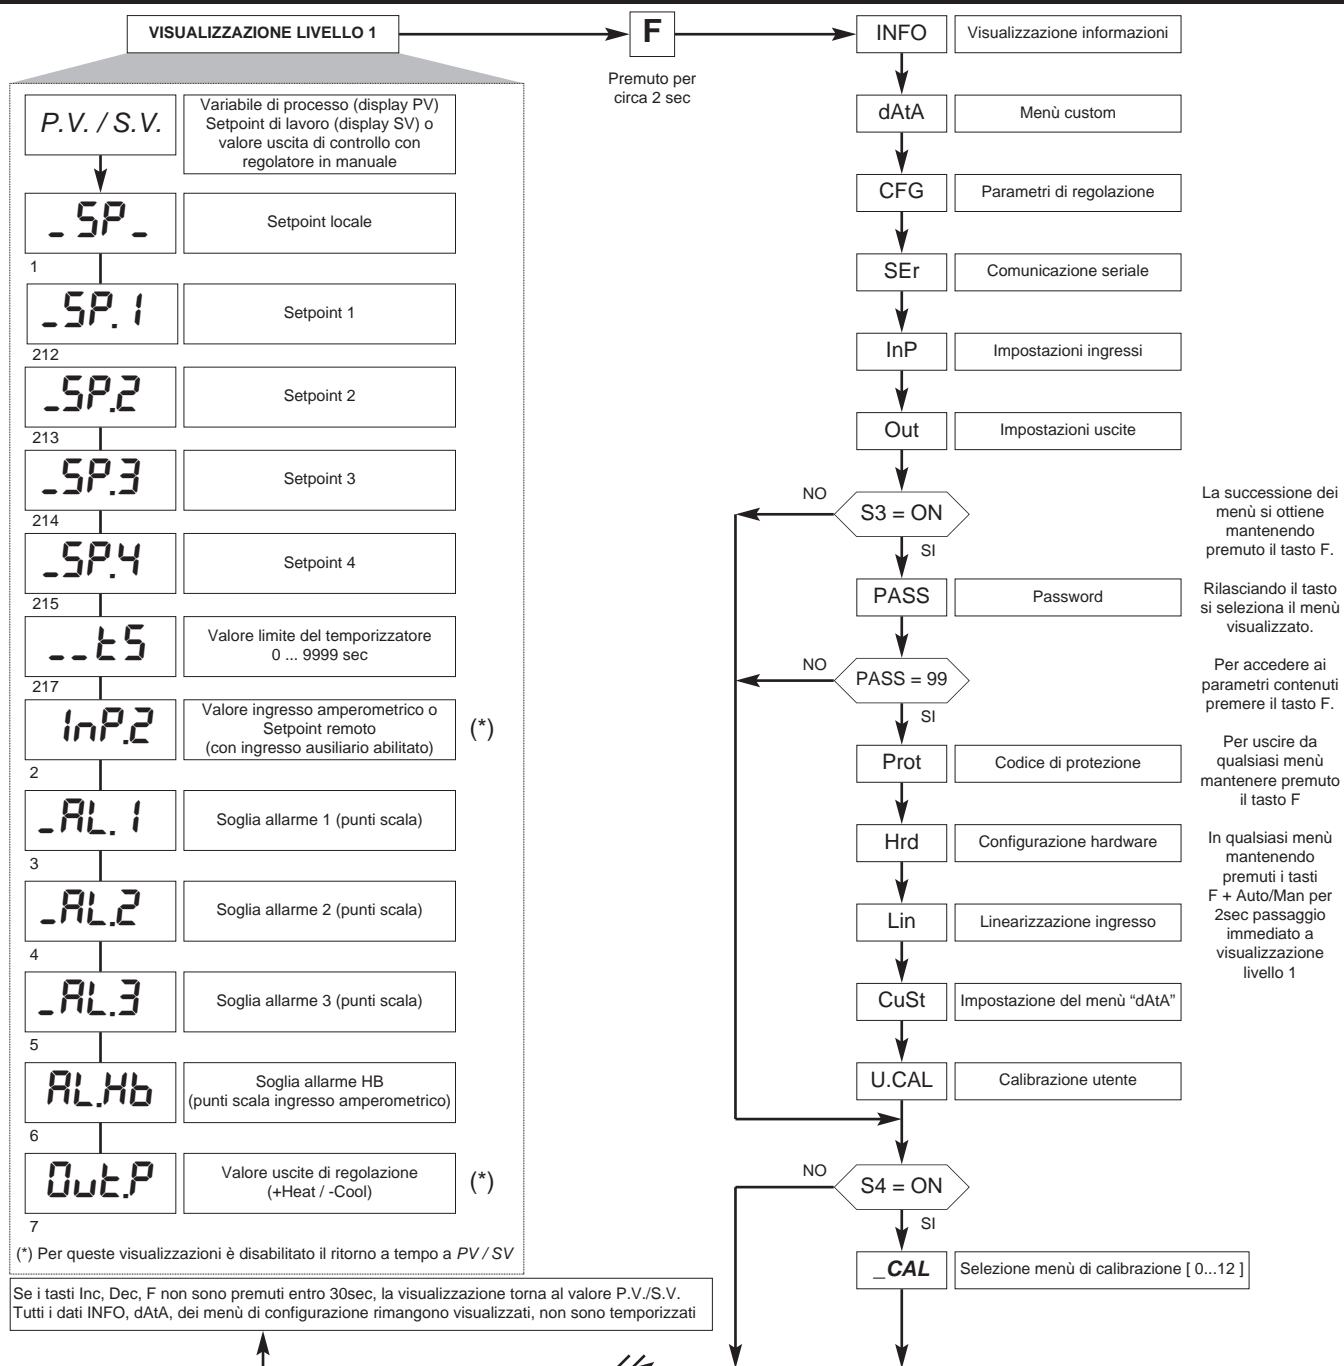 VISUALIZZAZIONE LIVELLO 1
F
Premuto per
circa 2 sec
P.V. / S.V.
Variabile di processo (display PV)
Setpoint di lavoro (display SV) o
valore uscita di controllo con
regolatore in manuale
_SP_
Setpoint locale
1
_SP.1
Setpoint 1
212
_SP.2
Setpoint 2
213
_SP.3
Setpoint 3
214
_SP.4
Setpoint 4
215
__tS
Valore limite del temporizzatore
0 ... 9999 sec
217
InP.2
Valore ingresso amperometrico o
Setpoint remoto
(con ingresso ausiliario abilitato)
(*)
2
_AL.1
Soglia allarme 1 (punti scala)
3
_AL.2
Soglia allarme 2 (punti scala)
4
_AL.3
Soglia allarme 3 (punti scala)
5
AL.Hb
Soglia allarme HB
(punti scala ingresso amperometrico)
6
Out.P
Valore uscite di regolazione
(+Heat / -Cool)
(*)
7
(*) Per queste visualizzazioni è disabilitato il ritorno a tempo a PV / SV
Se i tasti Inc, Dec, F non sono premuti entro 30sec, la visualizzazione torna al valore P.V./S.V.
Tutti i dati INFO, dAtA, dei menù di configurazione rimangono visualizzati, non sono temporizzati
INFO
Visualizzazione informazioni
dAtA
Menù custom
CFG
Parametri di regolazione
SEr
Comunicazione seriale
InP
Impostazioni ingressi
Out
Impostazioni uscite
NO
S3 = ON
SI
PASS
Password
NO
PASS = 99
SI
Prot
Codice di protezione
Hrd
Configurazione hardware
Lin
Linearizzazione ingresso
CuSt
Impostazione del menù “dAtA”
U.CAL
Calibrazione utente
NO
S4 = ON
SI
_CAL
Selezione menù di calibrazione [ 0...12 ]
La successione dei
menù si ottiene
mantenendo
premuto il tasto F.
Rilasciando il tasto
si seleziona il menù
visualizzato.
Per accedere ai
parametri contenuti
premere il tasto F.
Per uscire da
qualsiasi menù
mantenere premuto
il tasto F
In qualsiasi menù
mantenendo
premuti i tasti
F + Auto/Man per
2sec passaggio
immediato a
visualizzazione
livello 1